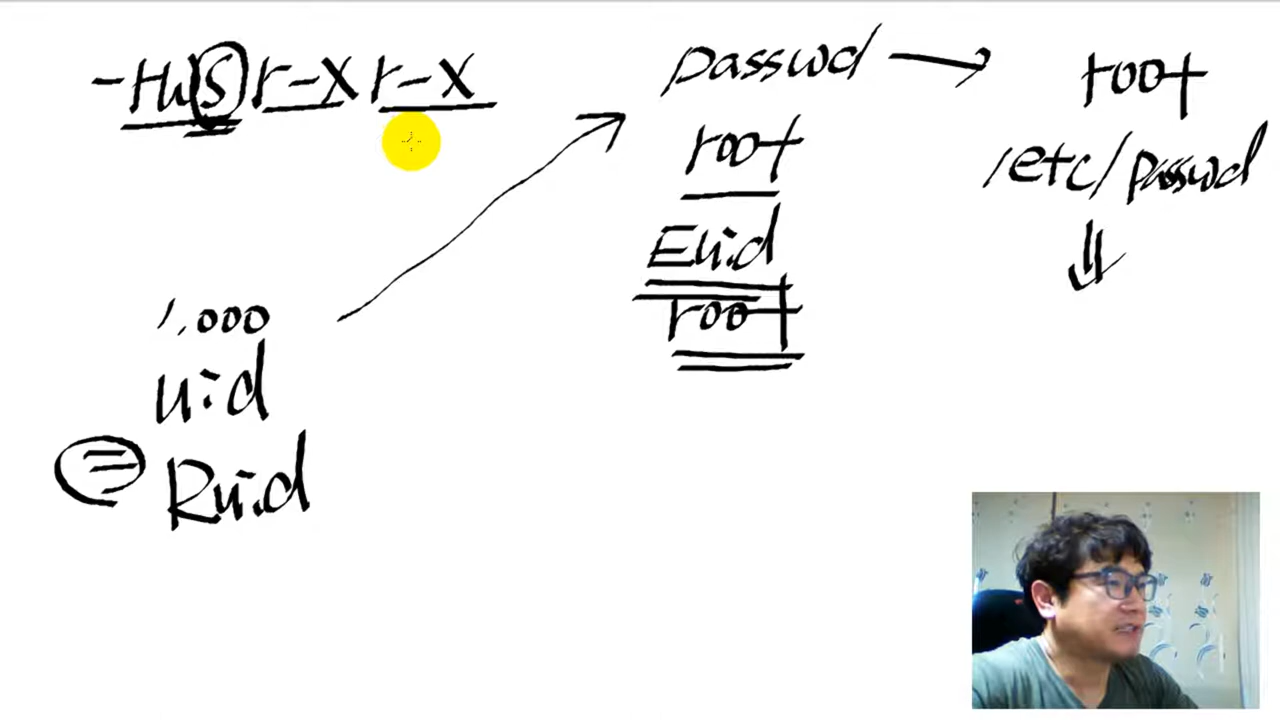 -rwsr-xr-x
passwd → root
root
/etc/passwd
Euid
root
1,000
uid
= Ruid